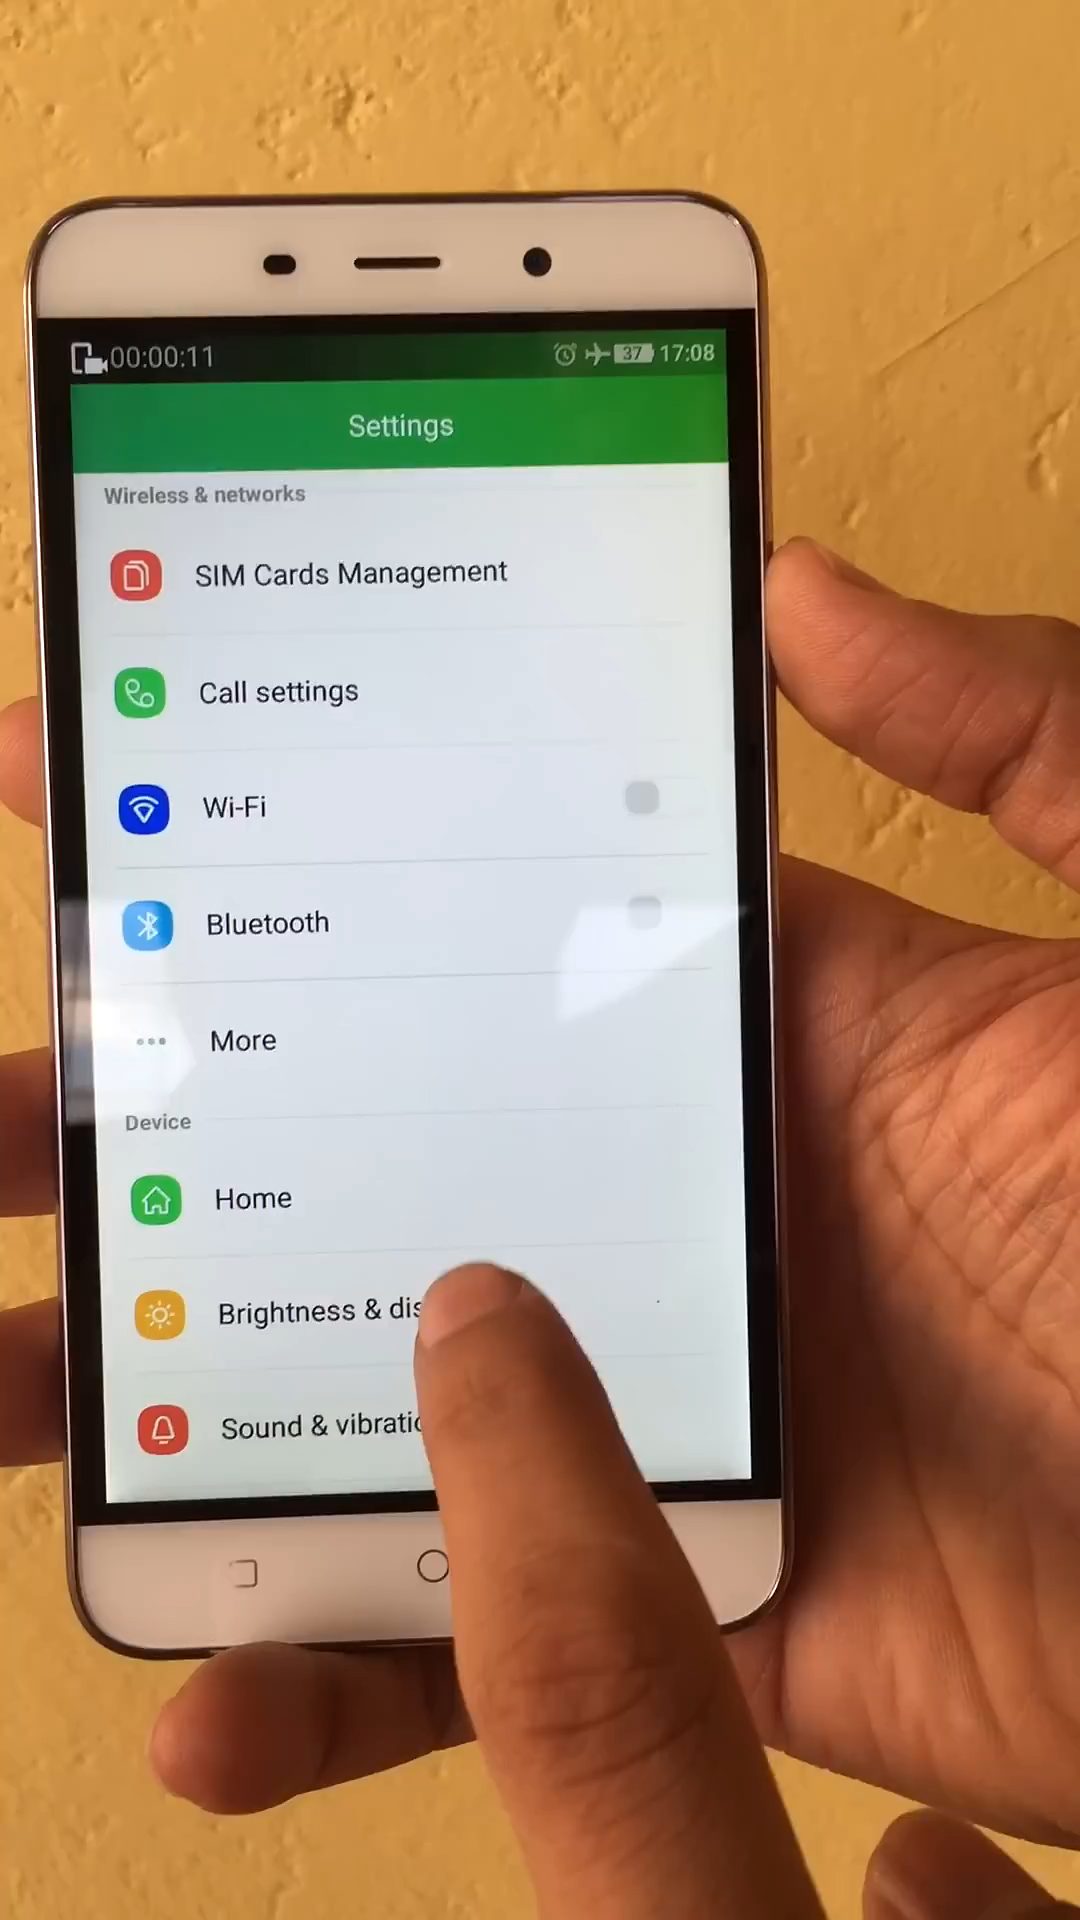 00:00:11 37 17:08
Settings
Wireless & networks
SIM Cards Management
Call settings
Wi-Fi
Bluetooth
More
Device
Home
Brightness & dis
Sound & vibratio